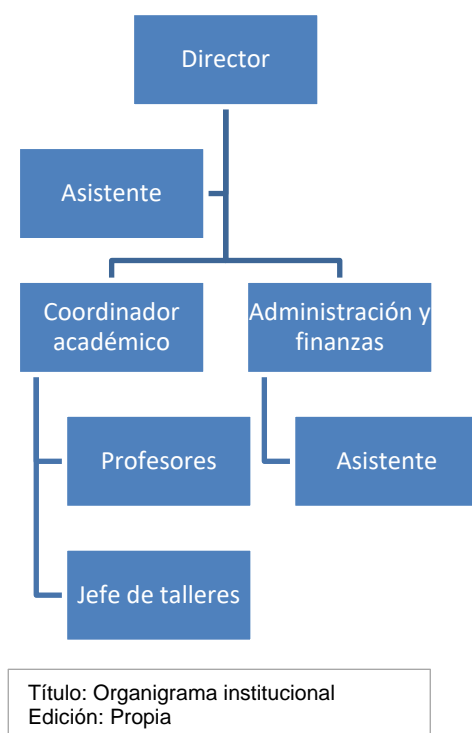 Director
Asistente
Coordinador
académico
Administración y
finanzas
Profesores
Asistente
Jefe de talleres
Título: Organigrama institucional
Edición: Propia